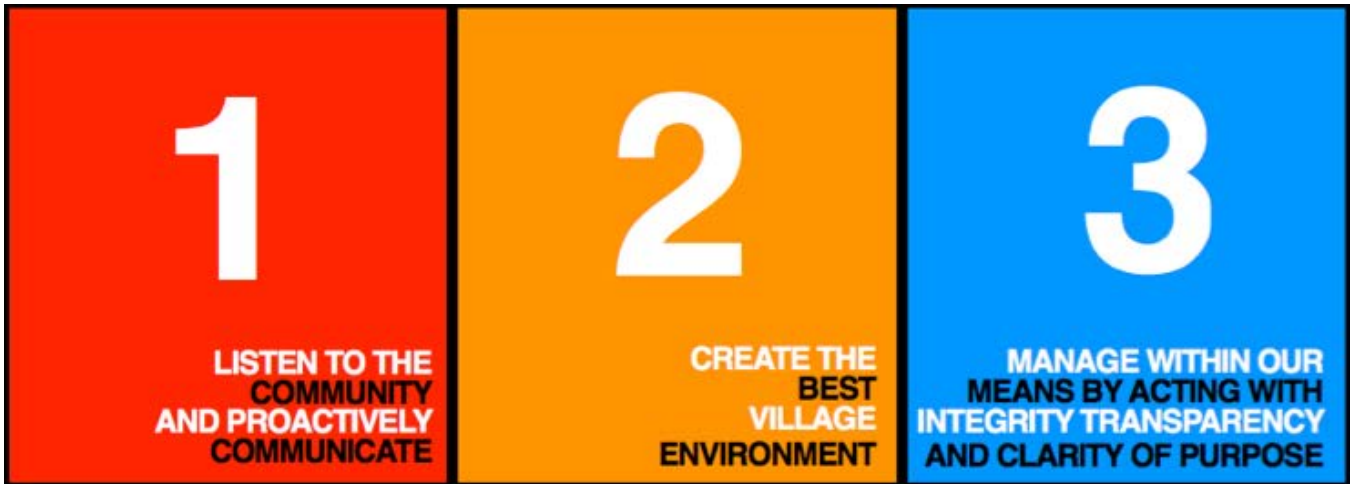 1
LISTEN TO THE
COMMUNITY
AND PROACTIVELY
COMMUNICATE
2
CREATE THE
BEST
VILLAGE
ENVIRONMENT
3
MANAGE WITHIN OUR
MEANS BY ACTING WITH
INTEGRITY TRANSPARENCY
AND CLARITY OF PURPOSE